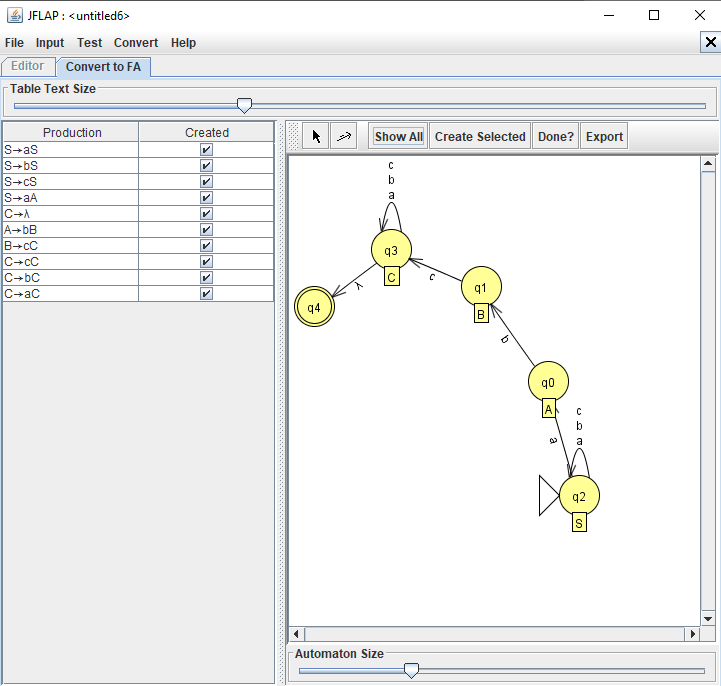 JFLAP : <untitled6>
File Input Test Convert Help
Editor Convert to FA
Table Text Size
Production Created
S→aS
S→bS
S→cS
S→aA
C→λ
A→bB
B→cC
C→cC
C→bC
C→aC
Show All Create Selected Done? Export
c
b
a
q3
C
λ
q4
c
q1
B
b
q0
A
a
c
b
a
q2
S
Automaton Size